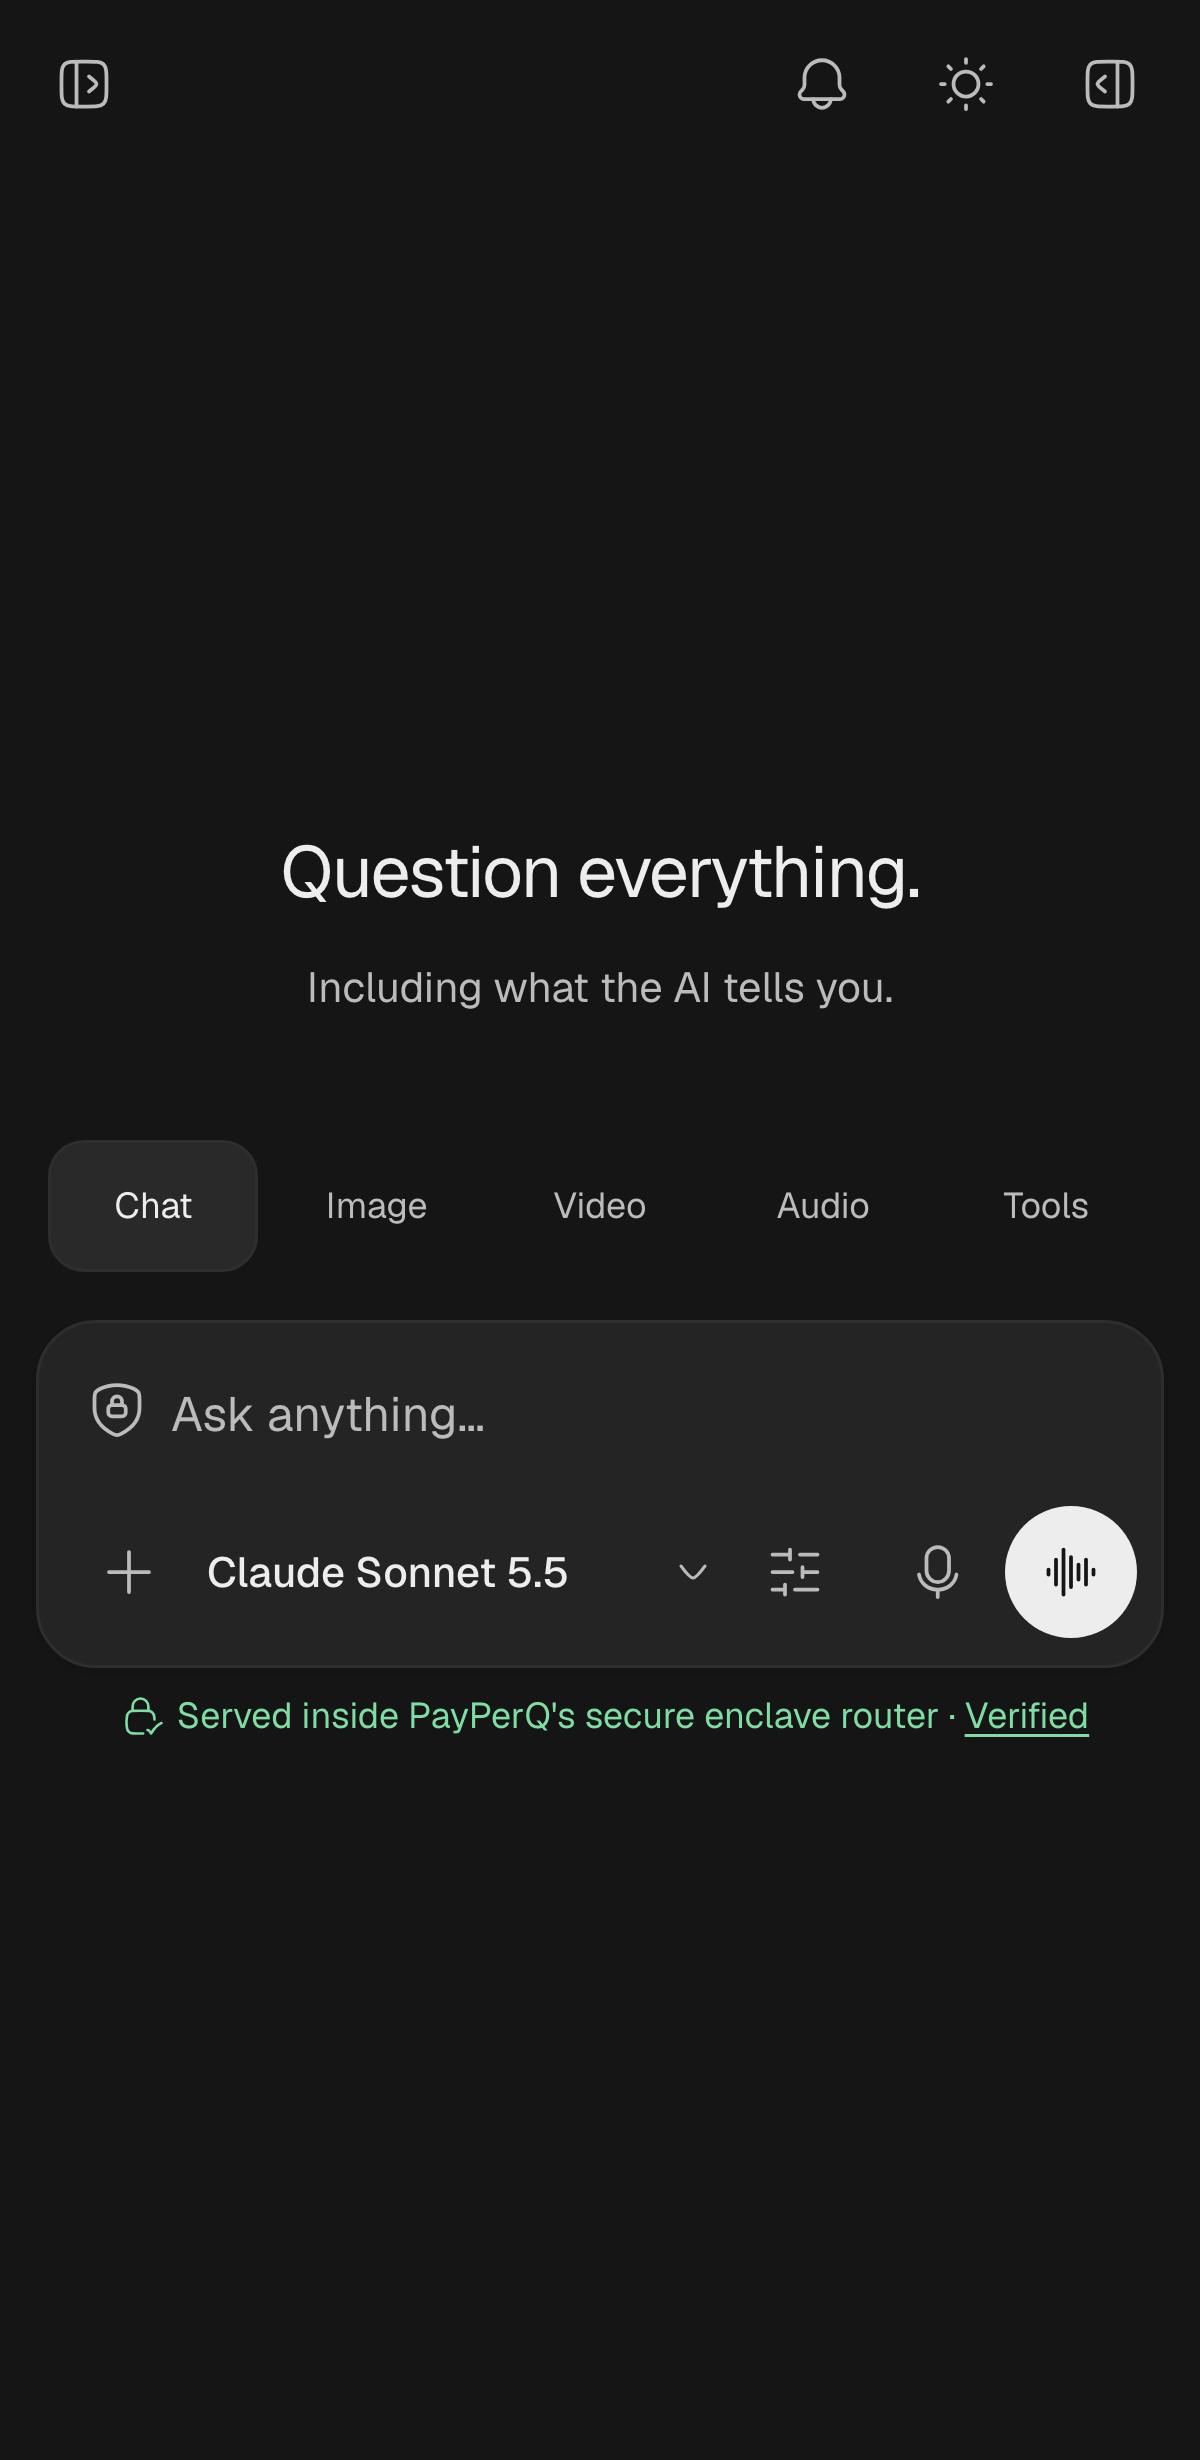 Question everything.
Including what the AI tells you.
Chat
Image
Video
Audio
Tools
Ask anything...
Claude Sonnet 5.5
Served inside PayPerQ's secure enclave router · Verified